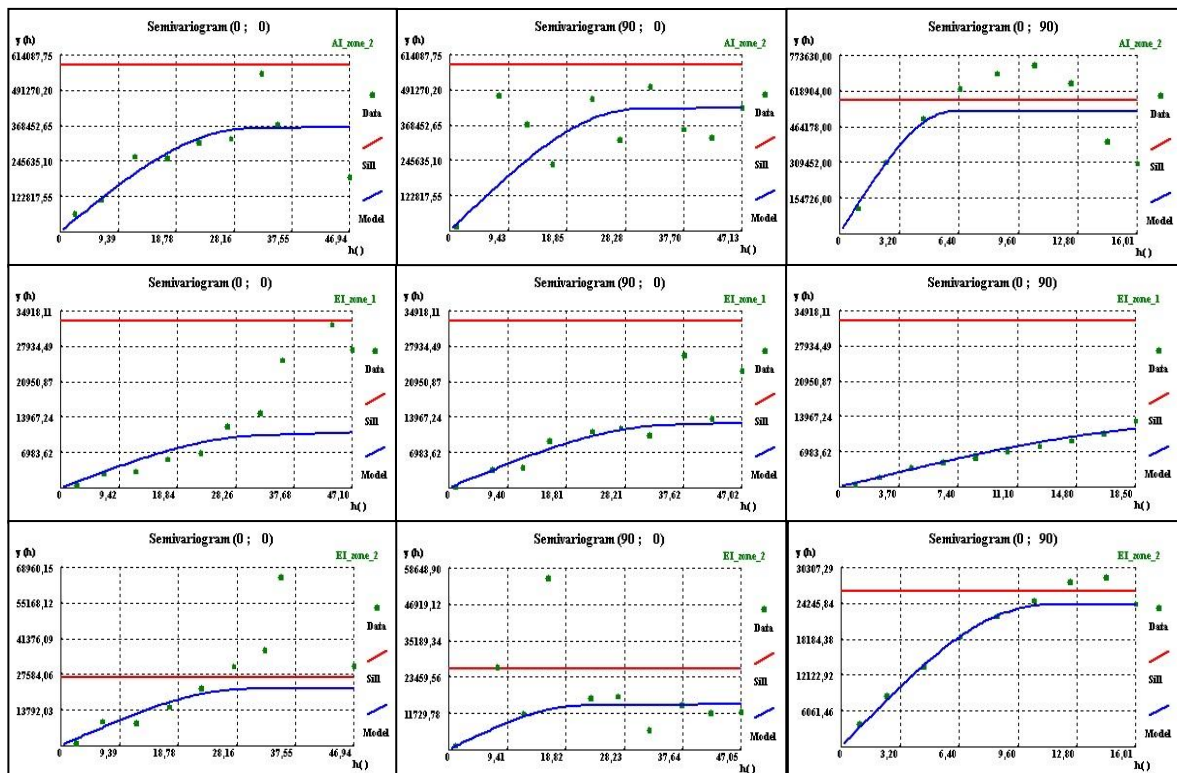 Semivariogram (0 ; 0)
y (h)
AI_zone_2
614087,75
491270,20
368452,65
245635,10
122817,55
0
9,39
18,78
28,16
37,55
46,94
h( )
Data
Sill
Model
Semivariogram (90 ; 0)
y (h)
AI_zone_2
614087,75
491270,20
368452,65
245635,10
122817,55
0
9,43
18,85
28,28
37,70
47,13
h( )
Data
Sill
Model
Semivariogram (0 ; 90)
y (h)
AI_zone_2
773630,00
618904,00
464178,00
309452,00
154726,00
0
3,20
6,40
9,60
12,80
16,01
h( )
Data
Sill
Model
Semivariogram (0 ; 0)
y (h)
EI_zone_1
34918,11
27934,49
20950,87
13967,24
6983,62
0
9,42
18,84
28,26
37,68
47,10
h( )
Data
Sill
Model
Semivariogram (90 ; 0)
y (h)
EI_zone_1
34918,11
27934,49
20950,87
13967,24
6983,62
0
9,40
18,81
28,21
37,62
47,02
h( )
Data
Sill
Model
Semivariogram (0 ; 90)
y (h)
EI_zone_1
34918,11
27934,49
20950,87
13967,24
6983,62
0
3,70
7,40
11,10
14,80
18,50
h( )
Data
Sill
Model
Semivariogram (0 ; 0)
y (h)
EI_zone_2
68960,15
55168,12
41376,09
27584,06
13792,03
0
9,39
18,78
28,16
37,55
46,94
h( )
Data
Sill
Model
Semivariogram (90 ; 0)
y (h)
EI_zone_2
58648,90
46919,12
35189,34
23459,56
11729,78
0
9,41
18,82
28,23
37,64
47,05
h( )
Data
Sill
Model
Semivariogram (0 ; 90)
y (h)
EI_zone_2
30307,29
24245,84
18184,38
12122,92
6061,46
0
3,20
6,40
9,60
12,80
16,01
h( )
Data
Sill
Model